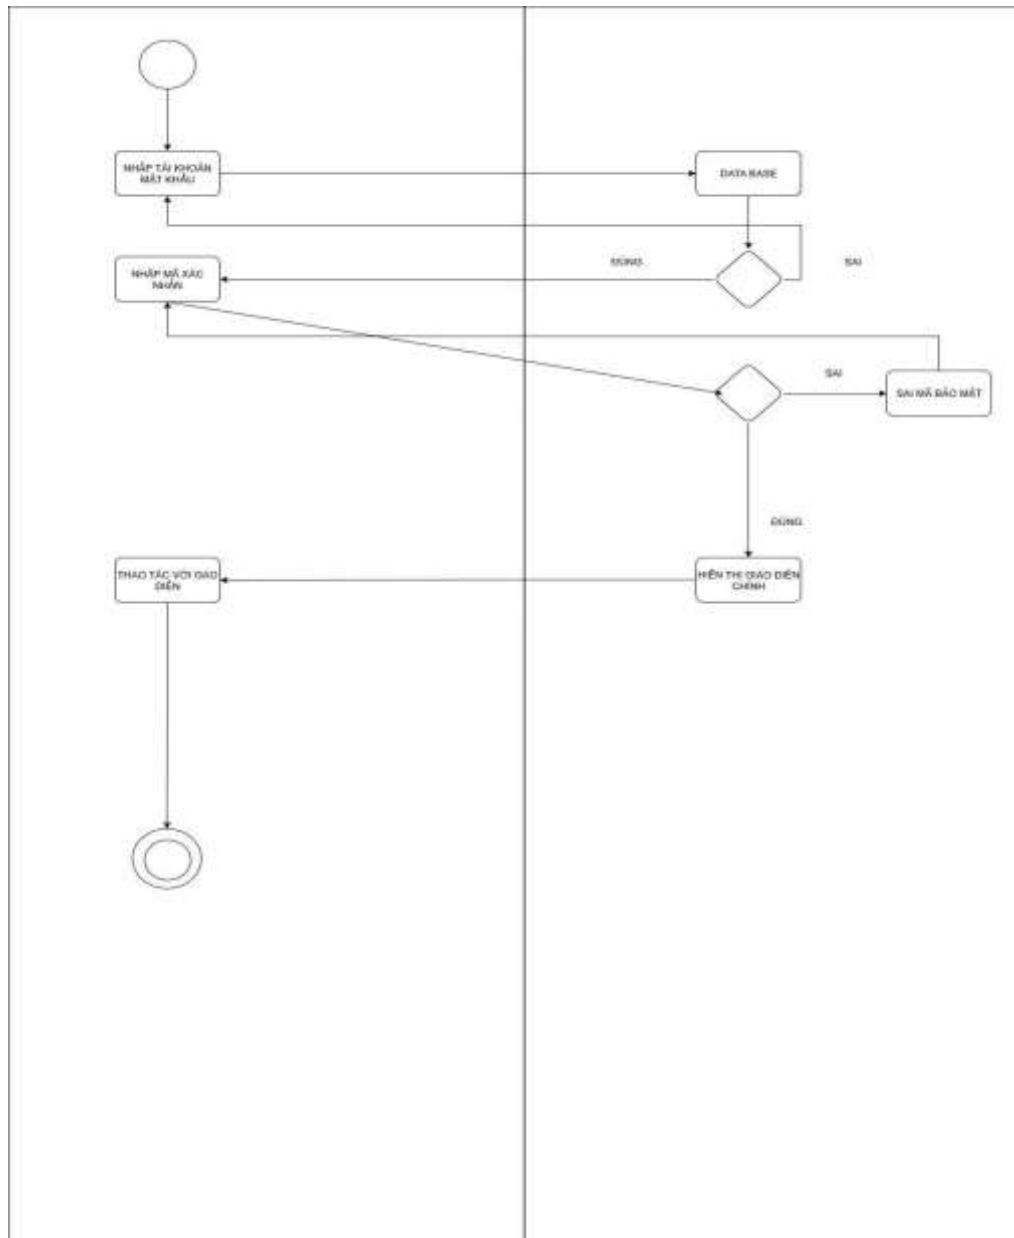 NHẬP TÀI KHOẢN
MẬT KHẨU
DATA BASE
NHẬP MÃ XÁC
NHẬN
ĐÚNG
SAI
SAI
SAI MÃ BẢO MẬT
ĐÚNG
THAO TÁC VỚI GAO
DIỆN
HIỂN THỊ GIAO DIỆN
CHÍNH